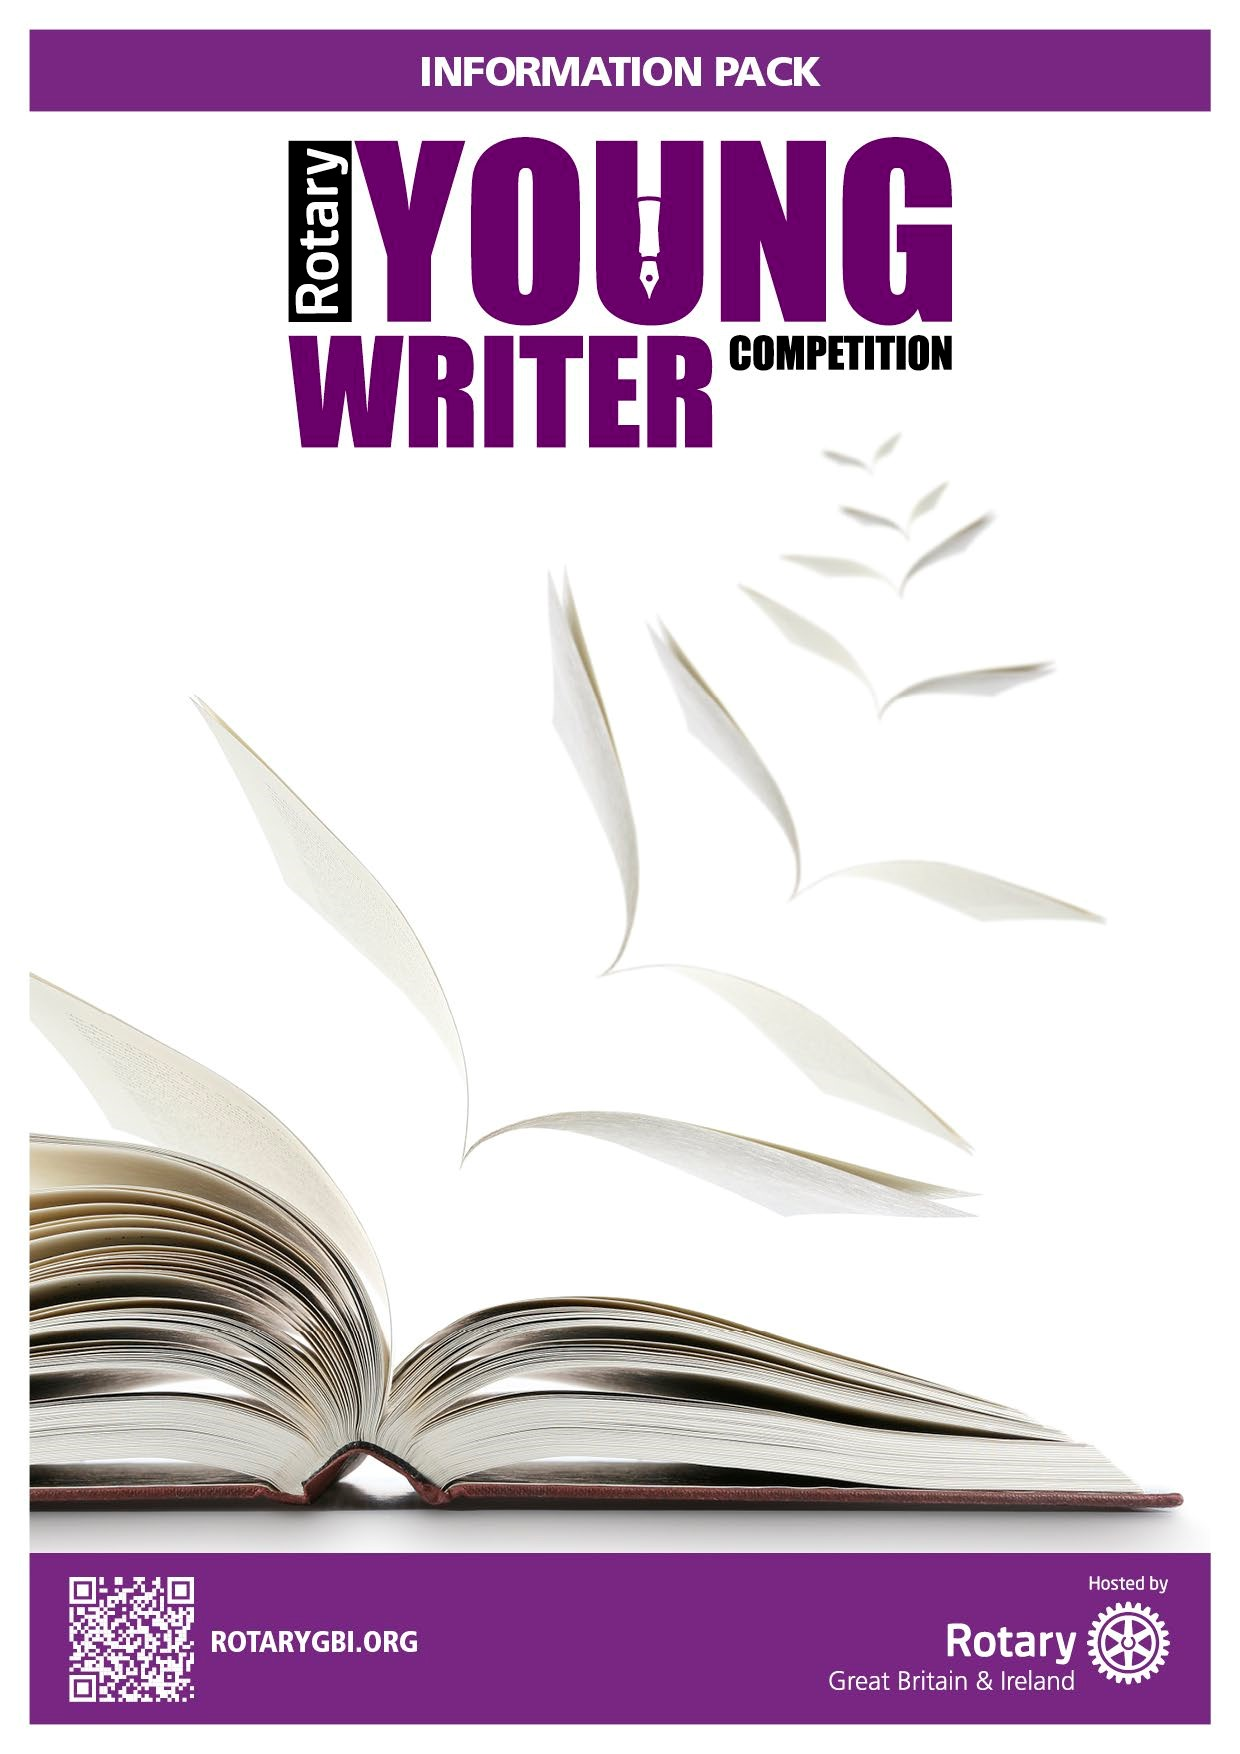 INFORMATION PACK
Rotary
YOUNG
WRITER
COMPETITION
ROTARYGBI.ORG
Hosted by
Rotary
Great Britain & Ireland